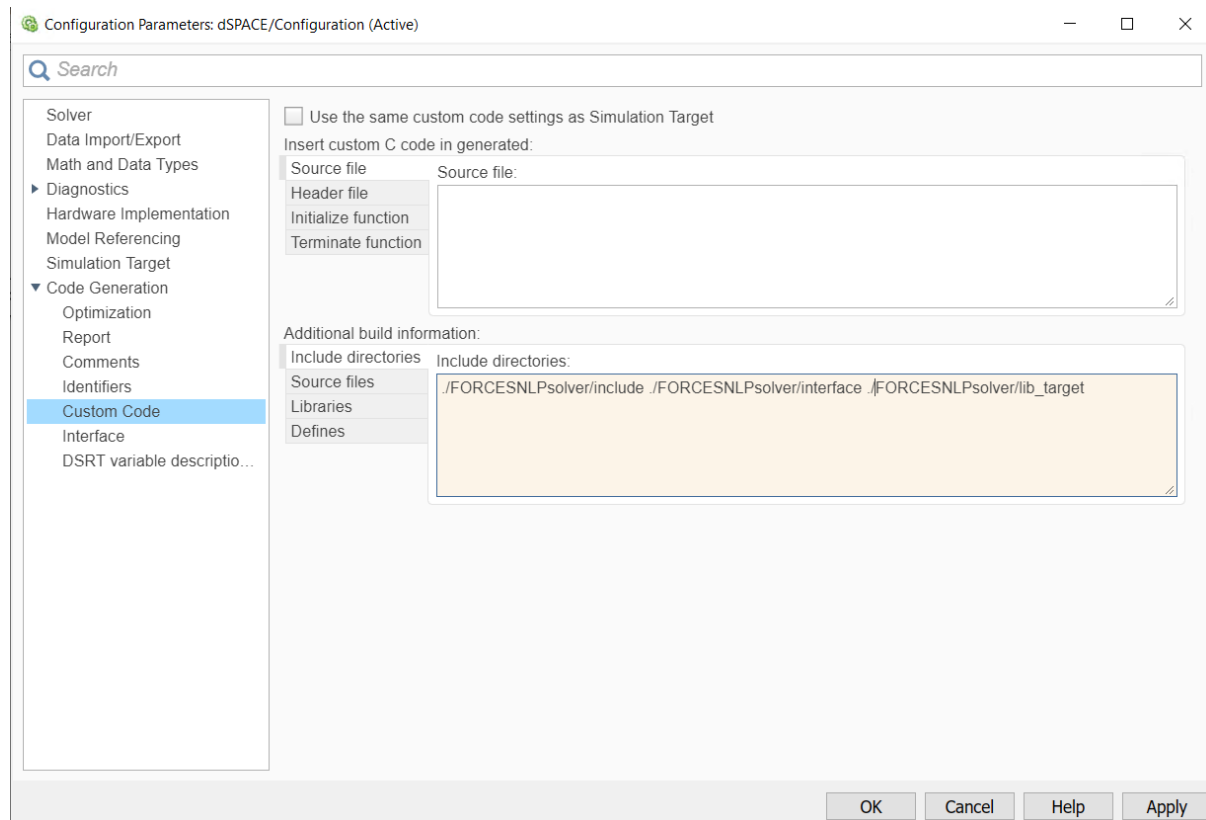 Configuration Parameters: dSPACE/Configuration (Active)
Search
Solver
Data Import/Export
Math and Data Types
Diagnostics
Hardware Implementation
Model Referencing
Simulation Target
Code Generation
Optimization
Report
Comments
Identifiers
Custom Code
Interface
DSRT variable descriptio...
Use the same custom code settings as Simulation Target
Insert custom C code in generated:
Source file
Header file
Initialize function
Terminate function
Source file:
Additional build information:
Include directories
Source files
Libraries
Defines
Include directories:
./FORCESNLPsolver/include ./FORCESNLPsolver/interface ./FORCESNLPsolver/lib_target
OK Cancel Help Apply